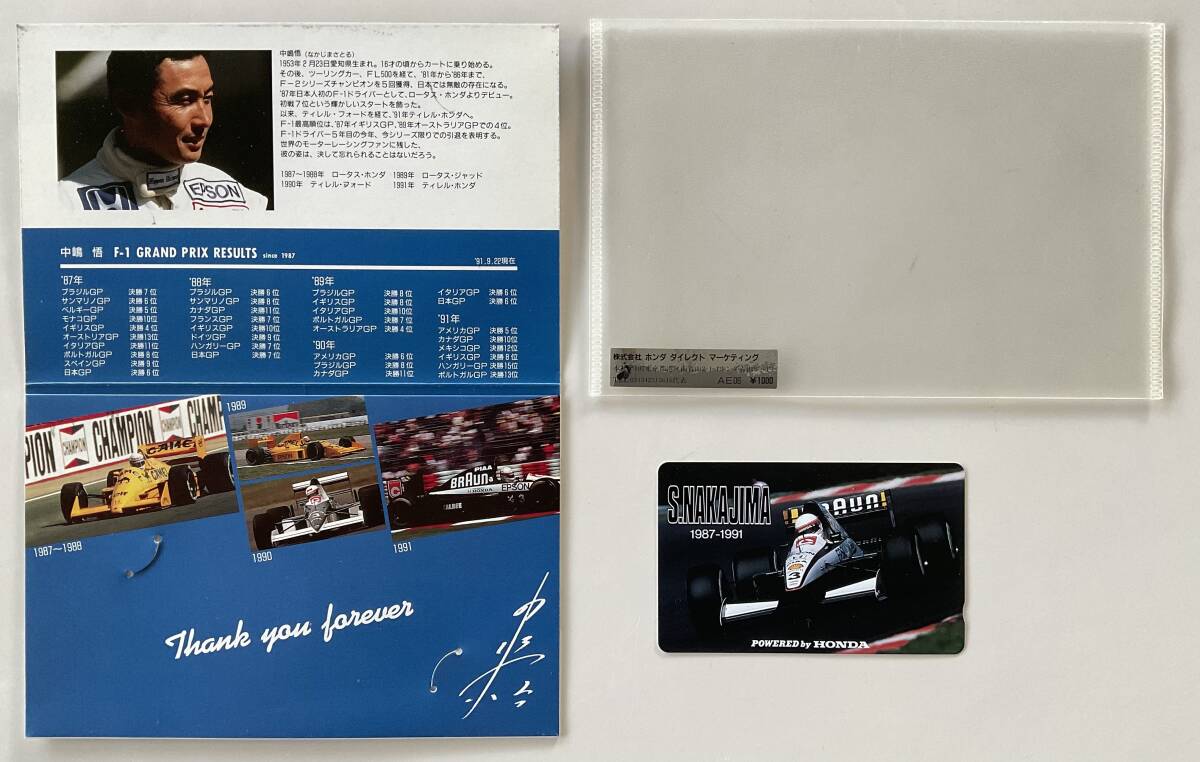 中嶋 悟 (なかじまさとる)
1953年2月23日愛知県生まれ。16才の頃からカートに乗り始める。
その後、ツーリングカー、FL500を経て、'81年から'86年まで、
F-2シリーズチャンピオンを5回獲得、日本では無敵の存在になる。
'87年日本人初のF-1ドライバーとして、ロータス・ホンダよりデビュー。
初戦7位という輝かしいスタートを飾った。
以来、ティレル・フォードを経て、'91年ティレル・ホンダへ。
F-1最高順位は、'87年イギリスGP、'89年オーストラリアGPでの4位。
F-1ドライバー5年目の今年、今シリーズ限りでの引退を表明する。
世界のモーターレーシングファンに残した、
彼の姿は、決して忘れられることはないだろう。
1987〜1988年 ロータス・ホンダ 1989年 ロータス・ジャッド
1990年 ティレル・フォード 1991年 ティレル・ホンダ
EPSON
中嶋 悟 F-1 GRAND PRIX RESULTS since 1987
'91.9.22現在
'87年
ブラジルGP 決勝7位
サンマリノGP 決勝6位
ベルギーGP 決勝5位
モナコGP 決勝10位
イギリスGP 決勝4位
オーストリアGP 決勝13位
イタリアGP 決勝11位
ポルトガルGP 決勝8位
スペインGP 決勝9位
日本GP 決勝6位
'88年
ブラジルGP 決勝6位
サンマリノGP 決勝8位
カナダGP 決勝11位
フランスGP 決勝7位
イギリスGP 決勝10位
ドイツGP 決勝9位
ハンガリーGP 決勝7位
日本GP 決勝7位
'89年
ブラジルGP 決勝8位
イギリスGP 決勝8位
イタリアGP 決勝10位
ポルトガルGP 決勝7位
オーストラリアGP 決勝4位
'90年
アメリカGP 決勝6位
ブラジルGP 決勝8位
カナダGP 決勝11位
イタリアGP 決勝6位
日本GP 決勝6位
'91年
アメリカGP 決勝5位
カナダGP 決勝10位
メキシコGP 決勝12位
イギリスGP 決勝8位
ハンガリーGP 決勝15位
ポルトガルGP 決勝13位
CHAMPION CHAMPION CHAMP
CAMEL
1987〜1988
1989
1990
PIAA
BRAUN
HONDA
EPSON
1991
Thank you forever
中嶋悟
株式会社 ホンダ ダイレクト マーケティング
AE06 ¥1000
S.NAKAJIMA
1987-1991
BRAUN
3
POWERED by HONDA